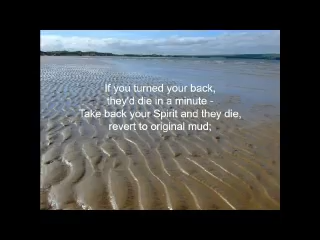 If you turned your back,
they'd die in a minute -
Take back your Spirit and they die,
revert to original mud;